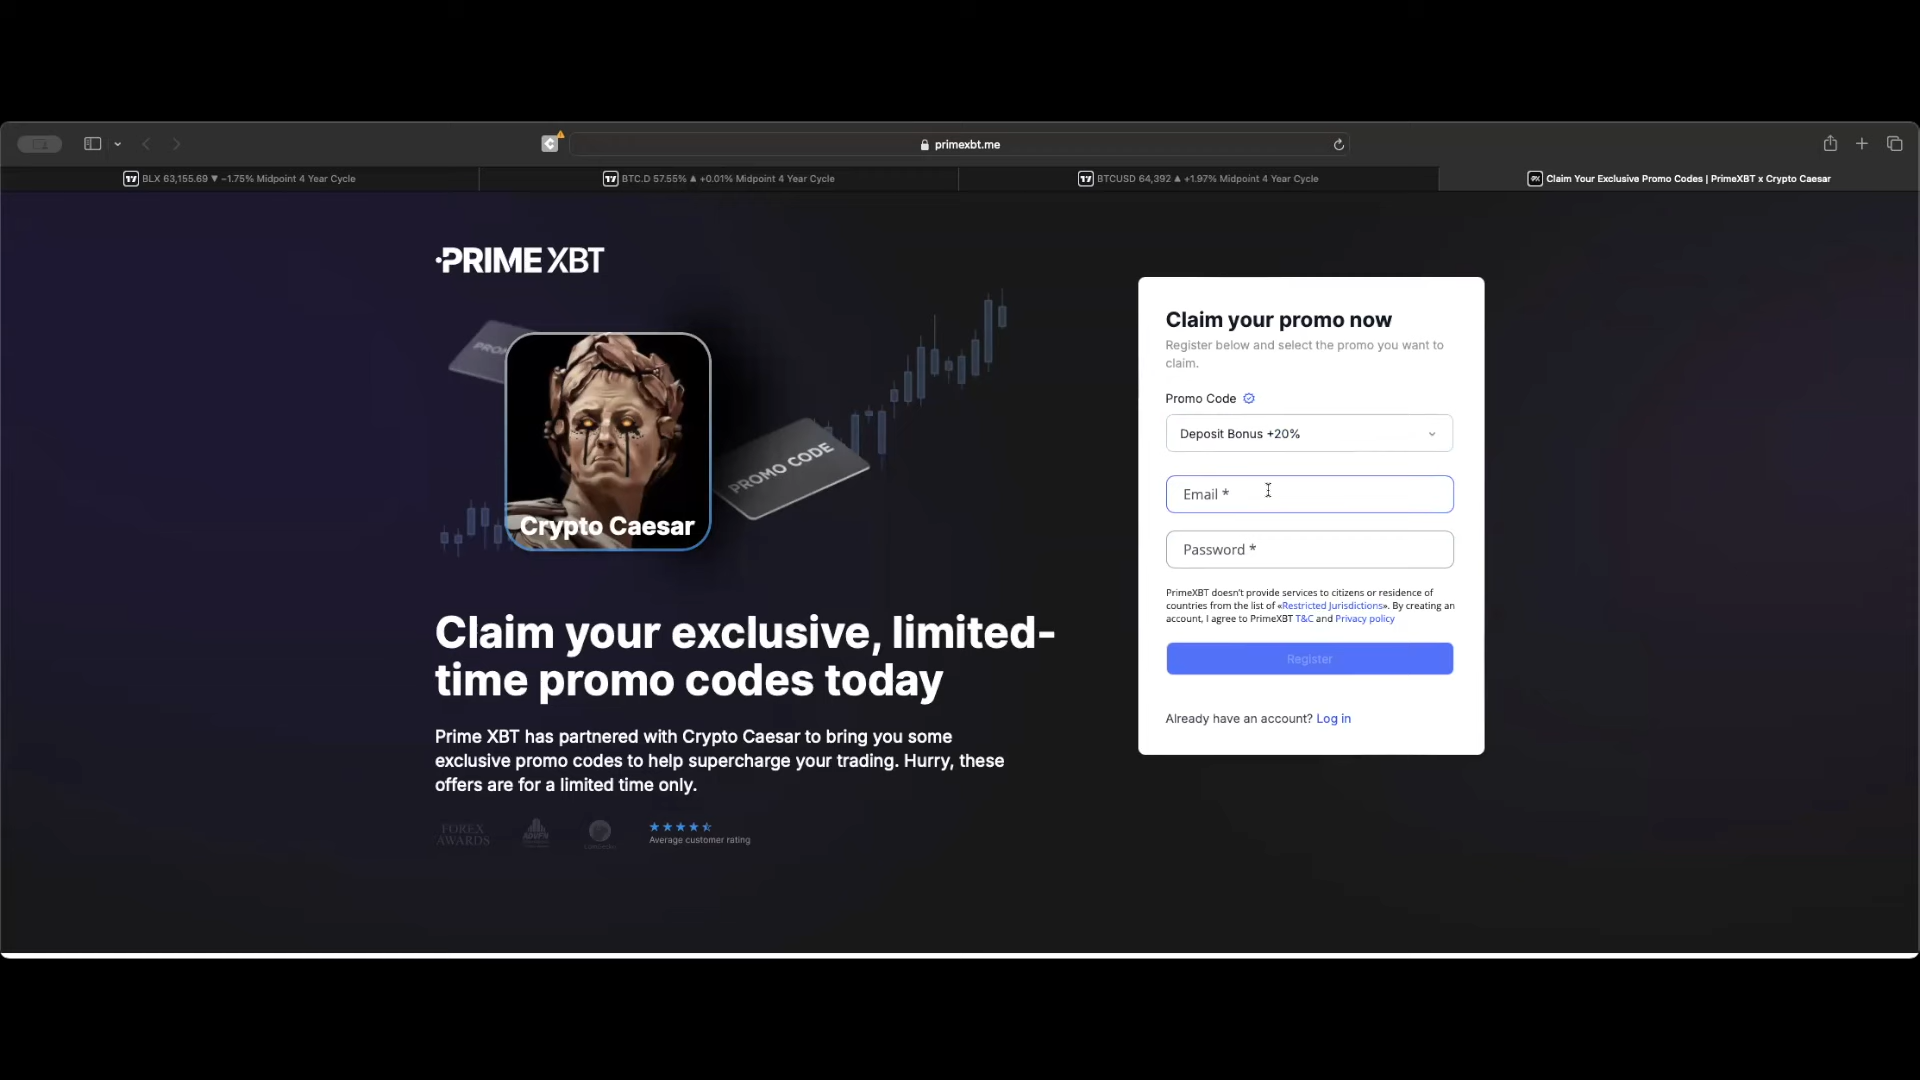 primexbt.me
BLX 63,155.69 ▼ −1.75% Midpoint 4 Year Cycle
BTC.D 57.55% ▲ +0.01% Midpoint 4 Year Cycle
BTCUSD 64,392 ▲ +1.97% Midpoint 4 Year Cycle
Claim Your Exclusive Promo Codes | PrimeXBT x Crypto Caesar
PRIME XBT
PROMO CODE
Crypto Caesar
Claim your exclusive, limited-
time promo codes today
Prime XBT has partnered with Crypto Caesar to bring you some
exclusive promo codes to help supercharge your trading. Hurry, these
offers are for a limited time only.
FOREX
AWARDS
Average customer rating
Claim your promo now
Register below and select the promo you want to
claim.
Promo Code
Deposit Bonus +20%
Email *
Password *
PrimeXBT doesn't provide services to citizens or residence of
countries from the list of «Restricted Jurisdictions». By creating an
account, I agree to PrimeXBT T&C and Privacy policy
Register
Already have an account? Log in